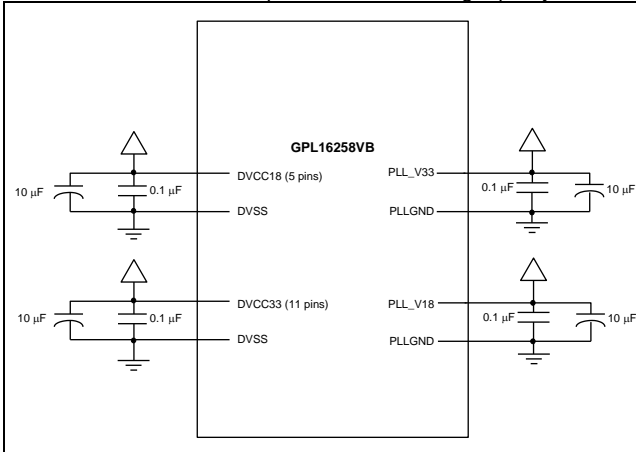 GPL16258VB
10 μF
0.1 μF
DVCC18 (5 pins)
DVSS
PLL_V33
PLLGND
0.1 μF
10 μF
10 μF
0.1 μF
DVCC33 (11 pins)
DVSS
PLL_V18
PLLGND
0.1 μF
10 μF